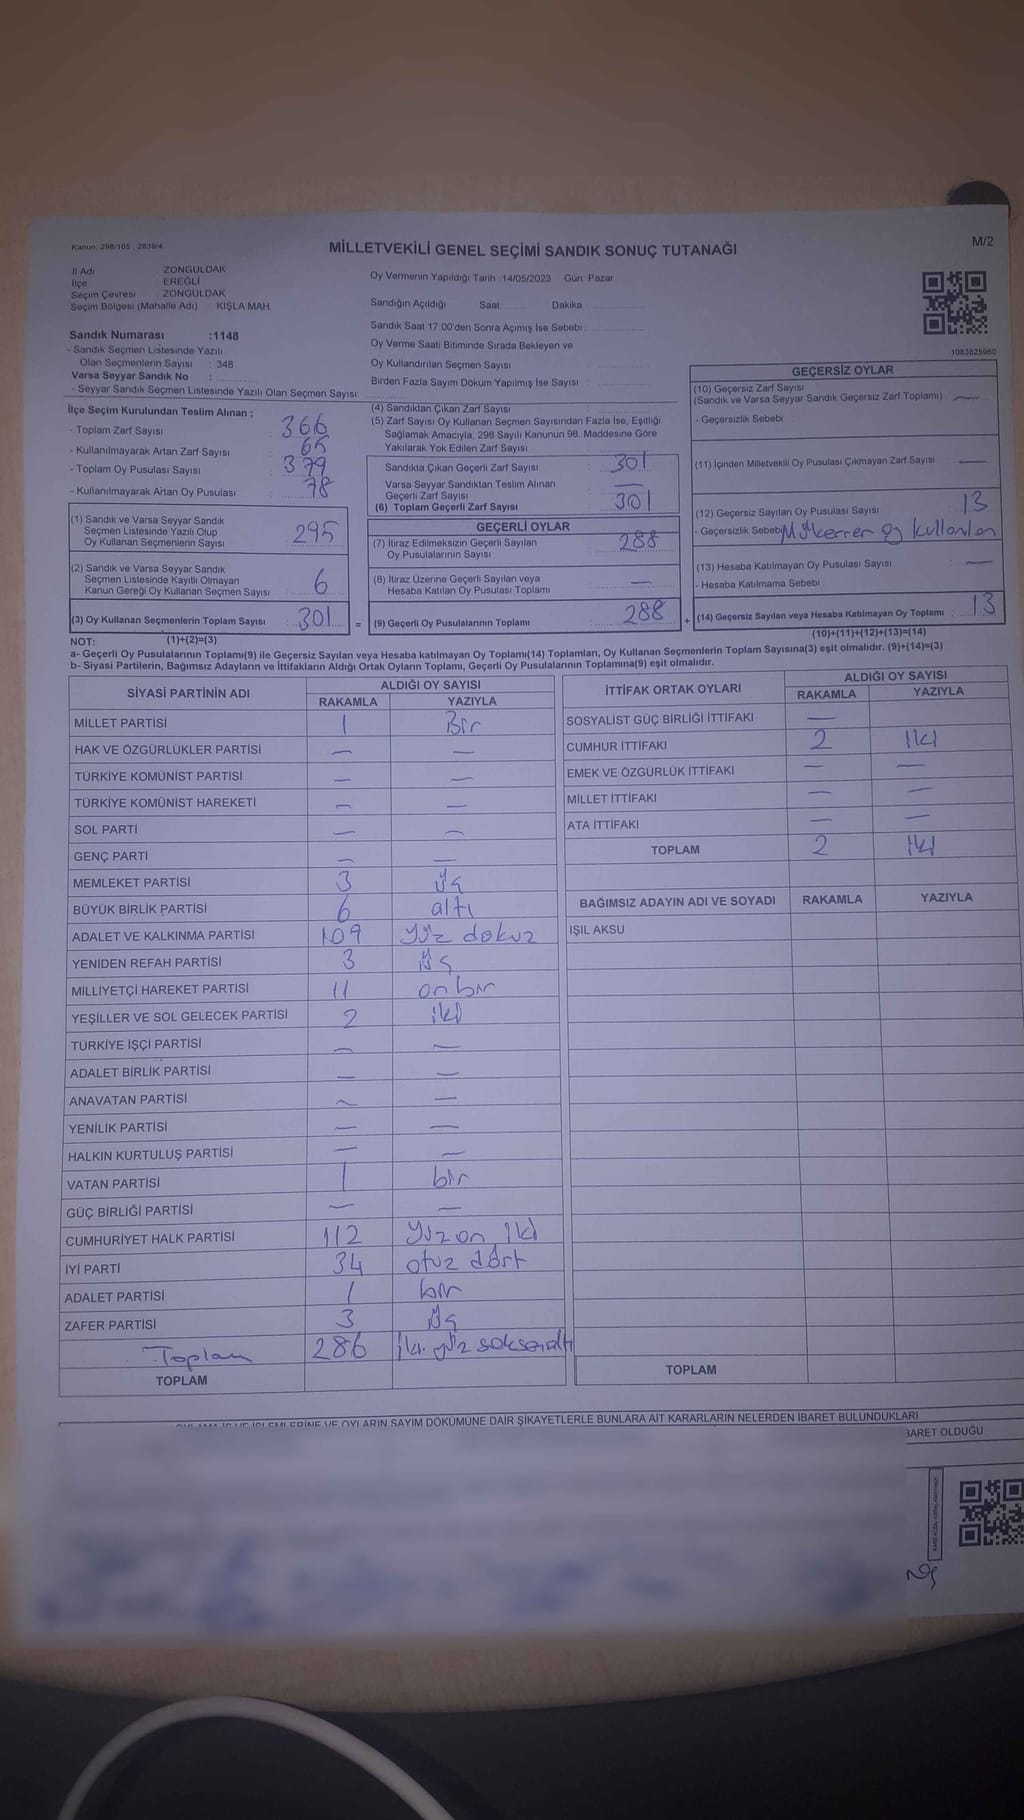 M/2
Kanun: 298/105 , 2839/4
MİLLETVEKİLİ GENEL SEÇİMİ SANDIK SONUÇ TUTANAĞI
İl Adı : ZONGULDAK
İlçe : EREĞLİ
Seçim Çevresi : ZONGULDAK
Seçim Bölgesi (Mahalle Adı) : KIŞLA MAH.
Sandık Numarası :1148
- Sandık Seçmen Listesinde Yazılı
Olan Seçmenlerin Sayısı : 348
Varsa Seyyar Sandık No :
- Seyyar Sandık Seçmen Listesinde Yazılı Olan Seçmen Sayısı:
Oy Vermenin Yapıldığı Tarih :14/05/2023 Gün: Pazar
Sandığın Açıldığı Saat: Dakika
Sandık Saat 17:00'den Sonra Açımış İse Sebebi :
Oy Verme Saati Bitiminde Sırada Bekleyen ve
Oy Kullandırılan Seçmen Sayısı :
Birden Fazla Sayım Döküm Yapılmış İse Sayısı :
1083825960
İlçe Seçim Kurulundan Teslim Alınan ;
- Toplam Zarf Sayısı : 366
- Kullanılmayarak Artan Zarf Sayısı : 65
- Toplam Oy Pusulası Sayısı : 379
- Kullanılmayarak Artan Oy Pusulası : 78
(4) Sandıktan Çıkan Zarf Sayısı
(5) Zarf Sayısı Oy Kullanan Seçmen Sayısından Fazla İse, Eşitliği
Sağlamak Amacıyla, 298 Sayılı Kanunun 98. Maddesine Göre
Yakılarak Yok Edilen Zarf Sayısı
Sandıkta Çıkan Geçerli Zarf Sayısı : 301
Varsa Seyyar Sandıktan Teslim Alınan
Geçerli Zarf Sayısı : —
(6) Toplam Geçerli Zarf Sayısı : 301
GEÇERSİZ OYLAR
(10) Geçersiz Zarf Sayısı
(Sandık ve Varsa Seyyar Sandık Geçersiz Zarf Toplamı) : —
- Geçersizlik Sebebi :
(11) İçinden Milletvekili Oy Pusulası Çıkmayan Zarf Sayısı : —
(12) Geçersiz Sayılan Oy Pusulası Sayısı : 13
- Geçersizlik Sebebi Mükerrer oy kullanılan
(13) Hesaba Katılmayan Oy Pusulası Sayısı : —
- Hesaba Katılmama Sebebi :
(14) Geçersiz Sayılan veya Hesaba Katılmayan Oy Toplamı : 13
(1) Sandık ve Varsa Seyyar Sandık
Seçmen Listesinde Yazılı Olup
Oy Kullanan Seçmenlerin Sayısı : 295
(2) Sandık ve Varsa Seyyar Sandık
Seçmen Listesinde Kayıtlı Olmayan
Kanun Gereği Oy Kullanan Seçmen Sayısı : 6
(3) Oy Kullanan Seçmenlerin Toplam Sayısı : 301 =
GEÇERLİ OYLAR
(7) İtiraz Edilmeksizin Geçerli Sayılan
Oy Pusulalarının Sayısı : 288
(8) İtiraz Üzerine Geçerli Sayılan veya
Hesaba Katılan Oy Pusulası Toplamı : —
(9) Geçerli Oy Pusulalarının Toplamı : 288 +
NOT: (1)+(2)=(3) (10)+(11)+(12)+(13)=(14)
a- Geçerli Oy Pusulalarının Toplamı(9) ile Geçersiz Sayılan veya Hesaba katılmayan Oy Toplamı(14) Toplamları, Oy Kullanan Seçmenlerin Toplam Sayısına(3) eşit olmalıdır. (9)+(14)=(3)
b- Siyasi Partilerin, Bağımsız Adayların ve İttifakların Aldığı Ortak Oyların Toplamı, Geçerli Oy Pusulalarının Toplamına(9) eşit olmalıdır.
SİYASİ PARTİNİN ADI ALDIĞI OY SAYISI
RAKAMLA YAZIYLA
MİLLET PARTİSİ 1 Bir
HAK VE ÖZGÜRLÜKLER PARTİSİ — —
TÜRKİYE KOMÜNİST PARTİSİ — —
TÜRKİYE KOMÜNİST HAREKETİ — —
SOL PARTİ — —
GENÇ PARTİ — —
MEMLEKET PARTİSİ 3 üç
BÜYÜK BİRLİK PARTİSİ 6 altı
ADALET VE KALKINMA PARTİSİ 109 yüz dokuz
YENİDEN REFAH PARTİSİ 3 üç
MİLLİYETÇİ HAREKET PARTİSİ 11 onbir
YEŞİLLER VE SOL GELECEK PARTİSİ 2 iki
TÜRKİYE İŞÇİ PARTİSİ — —
ADALET BİRLİK PARTİSİ — —
ANAVATAN PARTİSİ — —
YENİLİK PARTİSİ — —
HALKIN KURTULUŞ PARTİSİ — —
VATAN PARTİSİ 1 bir
GÜÇ BİRLİĞİ PARTİSİ — —
CUMHURİYET HALK PARTİSİ 112 yüzon iki
İYİ PARTİ 34 otuz dört
ADALET PARTİSİ 1 bir
ZAFER PARTİSİ 3 üç
Toplam 286 iki yüz seksenaltı
TOPLAM
İTTİFAK ORTAK OYLARI ALDIĞI OY SAYISI
RAKAMLA YAZIYLA
SOSYALİST GÜÇ BİRLİĞİ İTTİFAKI —
CUMHUR İTTİFAKI 2 iki
EMEK VE ÖZGÜRLÜK İTTİFAKI — —
MİLLET İTTİFAKI — —
ATA İTTİFAKI — —
TOPLAM 2 iki
BAĞIMSIZ ADAYIN ADI VE SOYADI RAKAMLA YAZIYLA
IŞIL AKSU
TOPLAM
OYLAMA İŞ VE İŞLEMLERİNE VE OYLARIN SAYIM DÖKÜMÜNE DAİR ŞİKAYETLERLE BUNLARA AİT KARARLARIN NELERDEN İBARET BULUNDUKLARI
BARET OLDUĞU